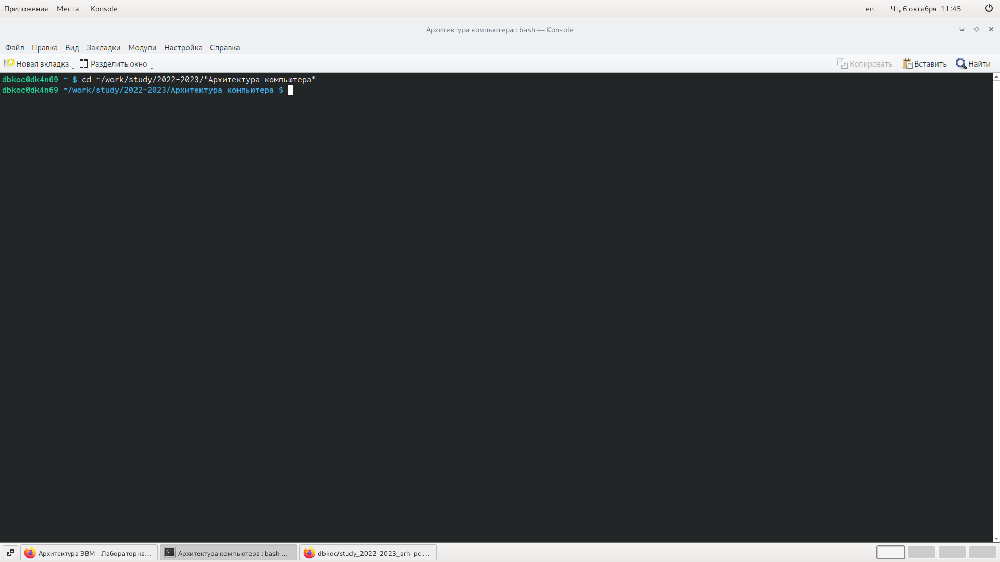 Приложения Места Konsole en Чт, 6 октября 11:45
Архитектура компьютера : bash — Konsole
Файл Правка Вид Закладки Модули Настройка Справка
Новая вкладка Разделить окно Копировать Вставить Найти
dbkoc@dk4n69 ~ $ cd ~/work/study/2022-2023/"Архитектура компьютера"
dbkoc@dk4n69 ~/work/study/2022-2023/Архитектура компьютера $
Архитектура ЭВМ - Лабораторна… Архитектура компьютера : bash … dbkoc/study_2022-2023_arh-pc …